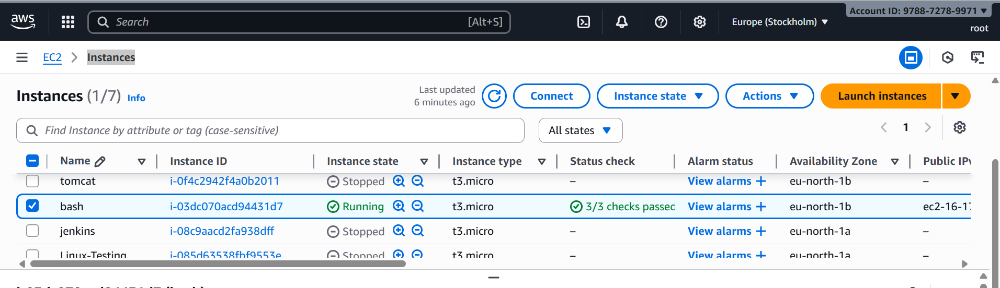 aws
Search [Alt+S]
Europe (Stockholm)
Account ID: 9788-7278-9971
root
EC2 Instances
Instances (1/7) Info
Last updated
6 minutes ago
Connect Instance state Actions Launch instances
Find Instance by attribute or tag (case-sensitive) All states 1
Name Instance ID Instance state Instance type Status check Alarm status Availability Zone Public IPv
tomcat i-0f4c2942f4a0b2011 Stopped t3.micro – View alarms + eu-north-1b –
bash i-03dc070acd94431d7 Running t3.micro 3/3 checks passed View alarms + eu-north-1b ec2-16-17
jenkins i-08c9aacd2fa938dff Stopped t3.micro – View alarms + eu-north-1a –
Linux-Testing i-085d63538fbf9553e Stopped t3.micro – View alarms + eu-north-1a –